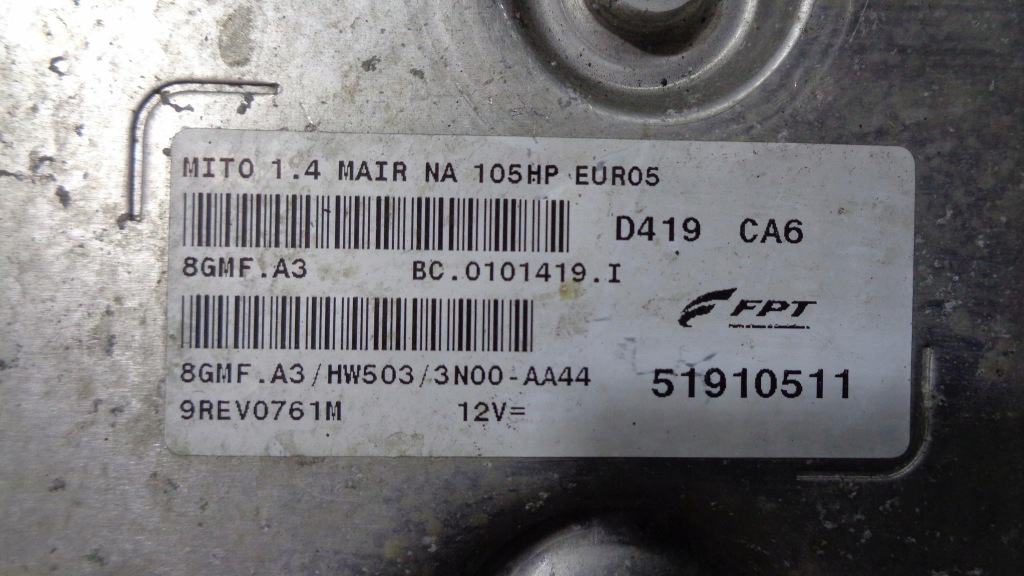 MITO 1.4 MAIR NA 105HP EURO5
D419 CA6
8GMF.A3 BC.0101419.I
FPT
8GMF.A3/HW503/3N00-AA44
51910511
9REV0761M 12V=